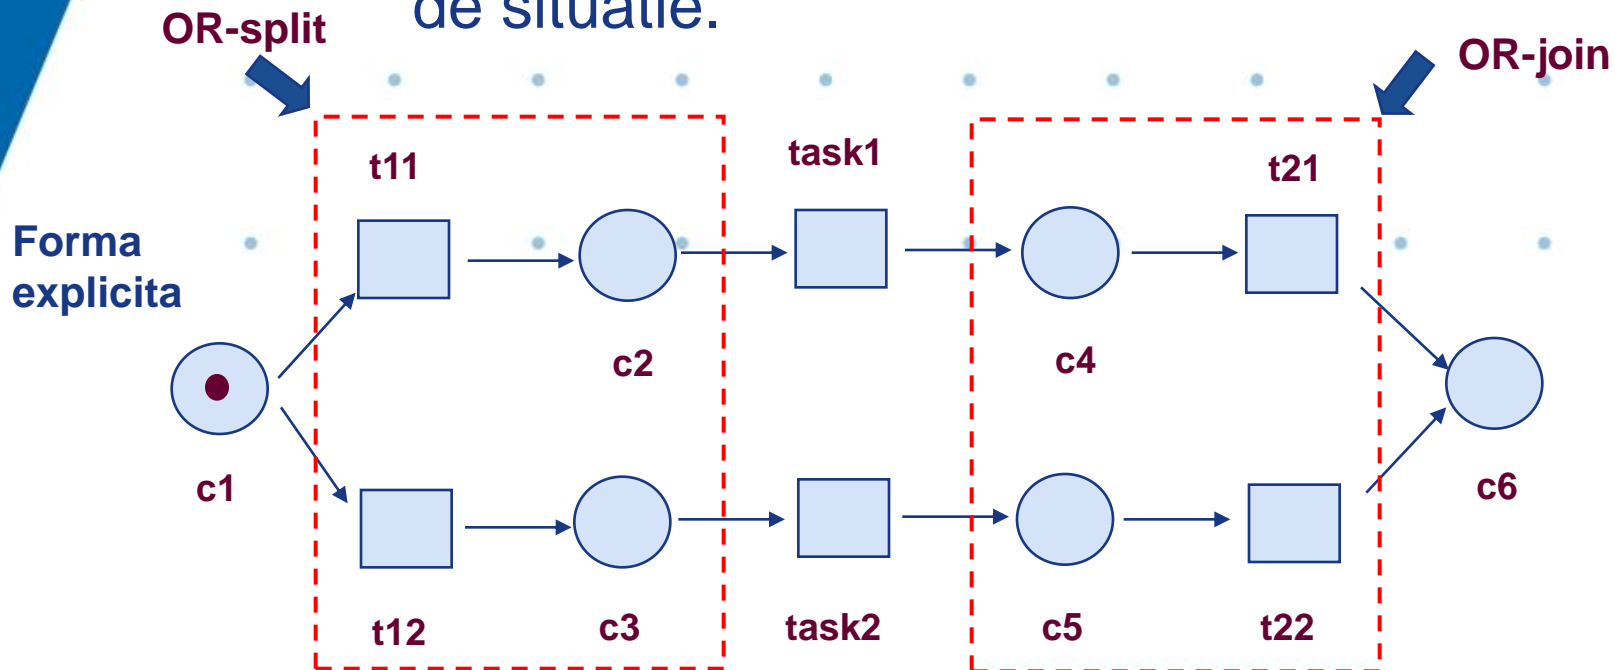 de situatie.
OR-split
OR-join
task1
t11
t21
Forma
explicita
c2
c4
c1
c6
t12
c3
task2
c5
t22